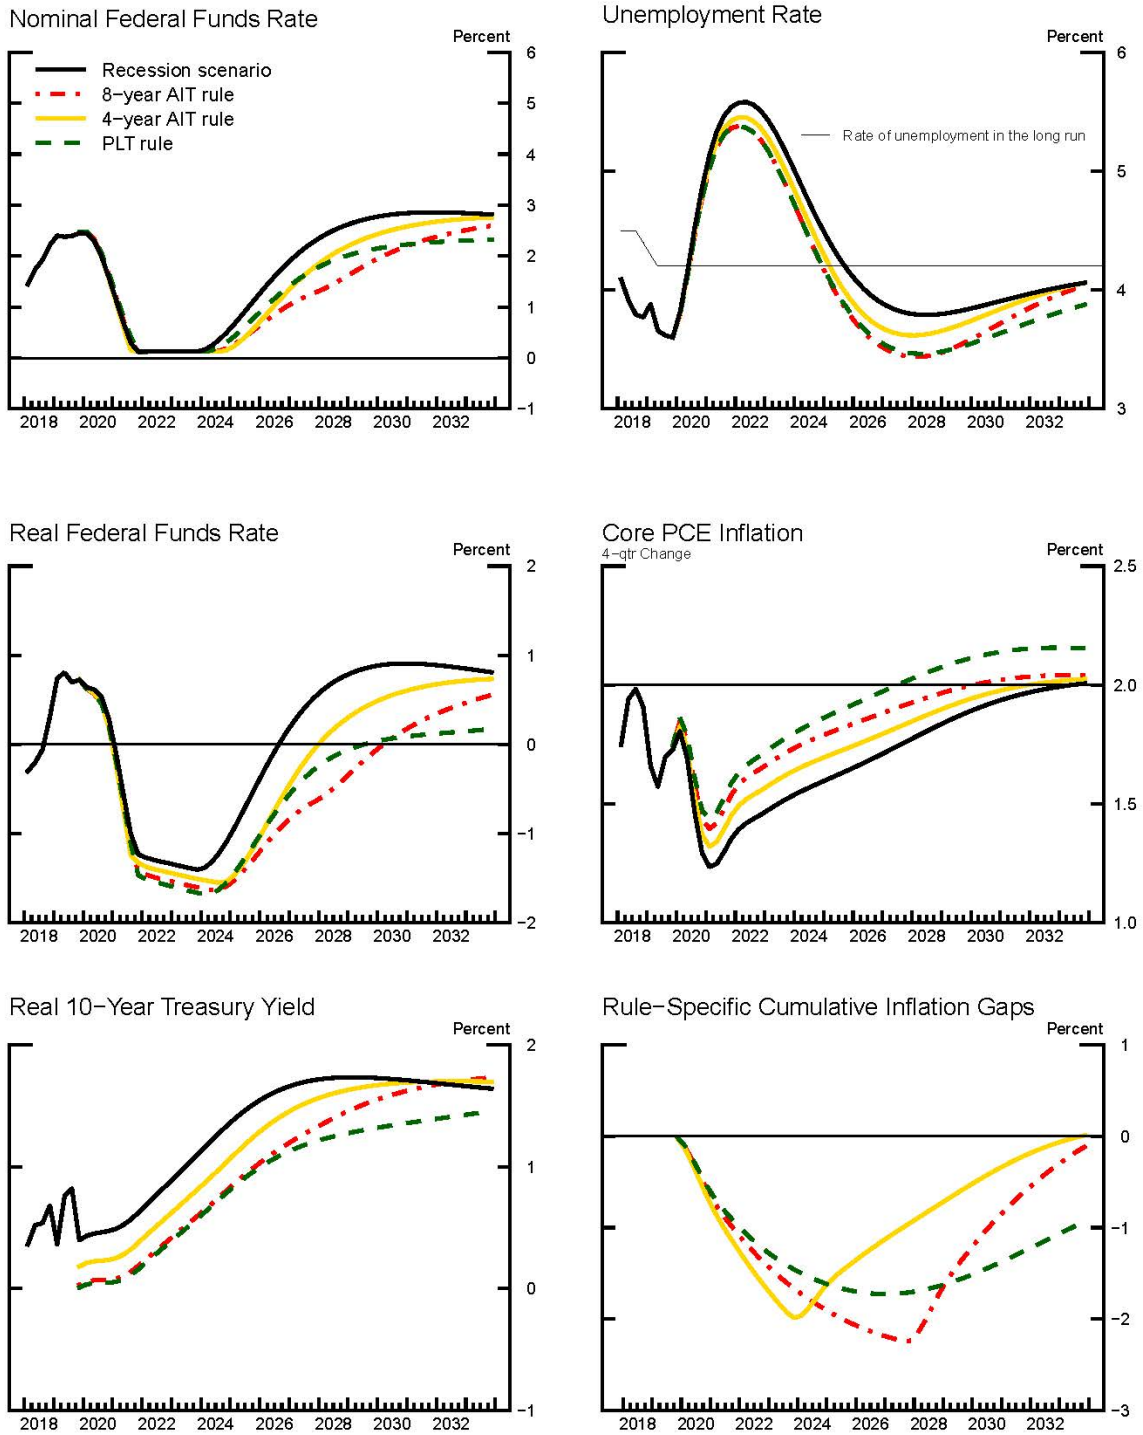 Nominal Federal Funds Rate
Percent
Recession scenario
8−year AIT rule
4−year AIT rule
PLT rule
6
5
4
3
2
1
0
−1
2018 2020 2022 2024 2026 2028 2030 2032
Unemployment Rate
Percent
Rate of unemployment in the long run
6
5
4
3
2018 2020 2022 2024 2026 2028 2030 2032
Real Federal Funds Rate
Percent
2
1
0
−1
−2
2018 2020 2022 2024 2026 2028 2030 2032
Core PCE Inflation
4−qtr Change
Percent
2.5
2.0
1.5
1.0
2018 2020 2022 2024 2026 2028 2030 2032
Real 10−Year Treasury Yield
Percent
2
1
0
−1
2018 2020 2022 2024 2026 2028 2030 2032
Rule−Specific Cumulative Inflation Gaps
Percent
1
0
−1
−2
−3
2018 2020 2022 2024 2026 2028 2030 2032